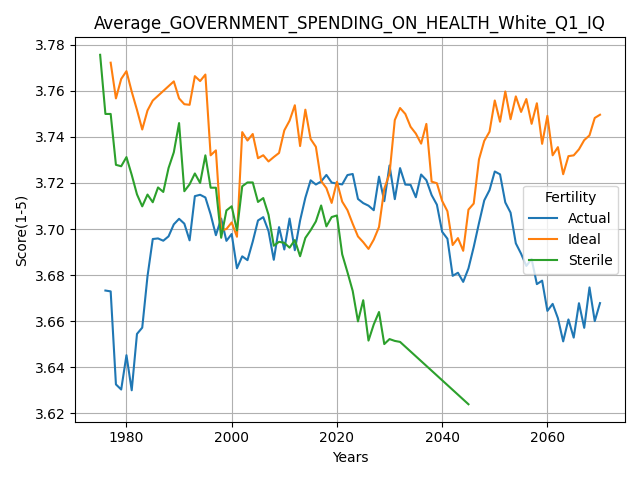 Average_GOVERNMENT_SPENDING_ON_HEALTH_White_Q1_IQ
Score(1-5)
3.78
3.76
3.74
3.72
3.70
3.68
3.66
3.64
3.62
Fertility
Actual
Ideal
Sterile
1980 2000 2020 2040 2060
Years